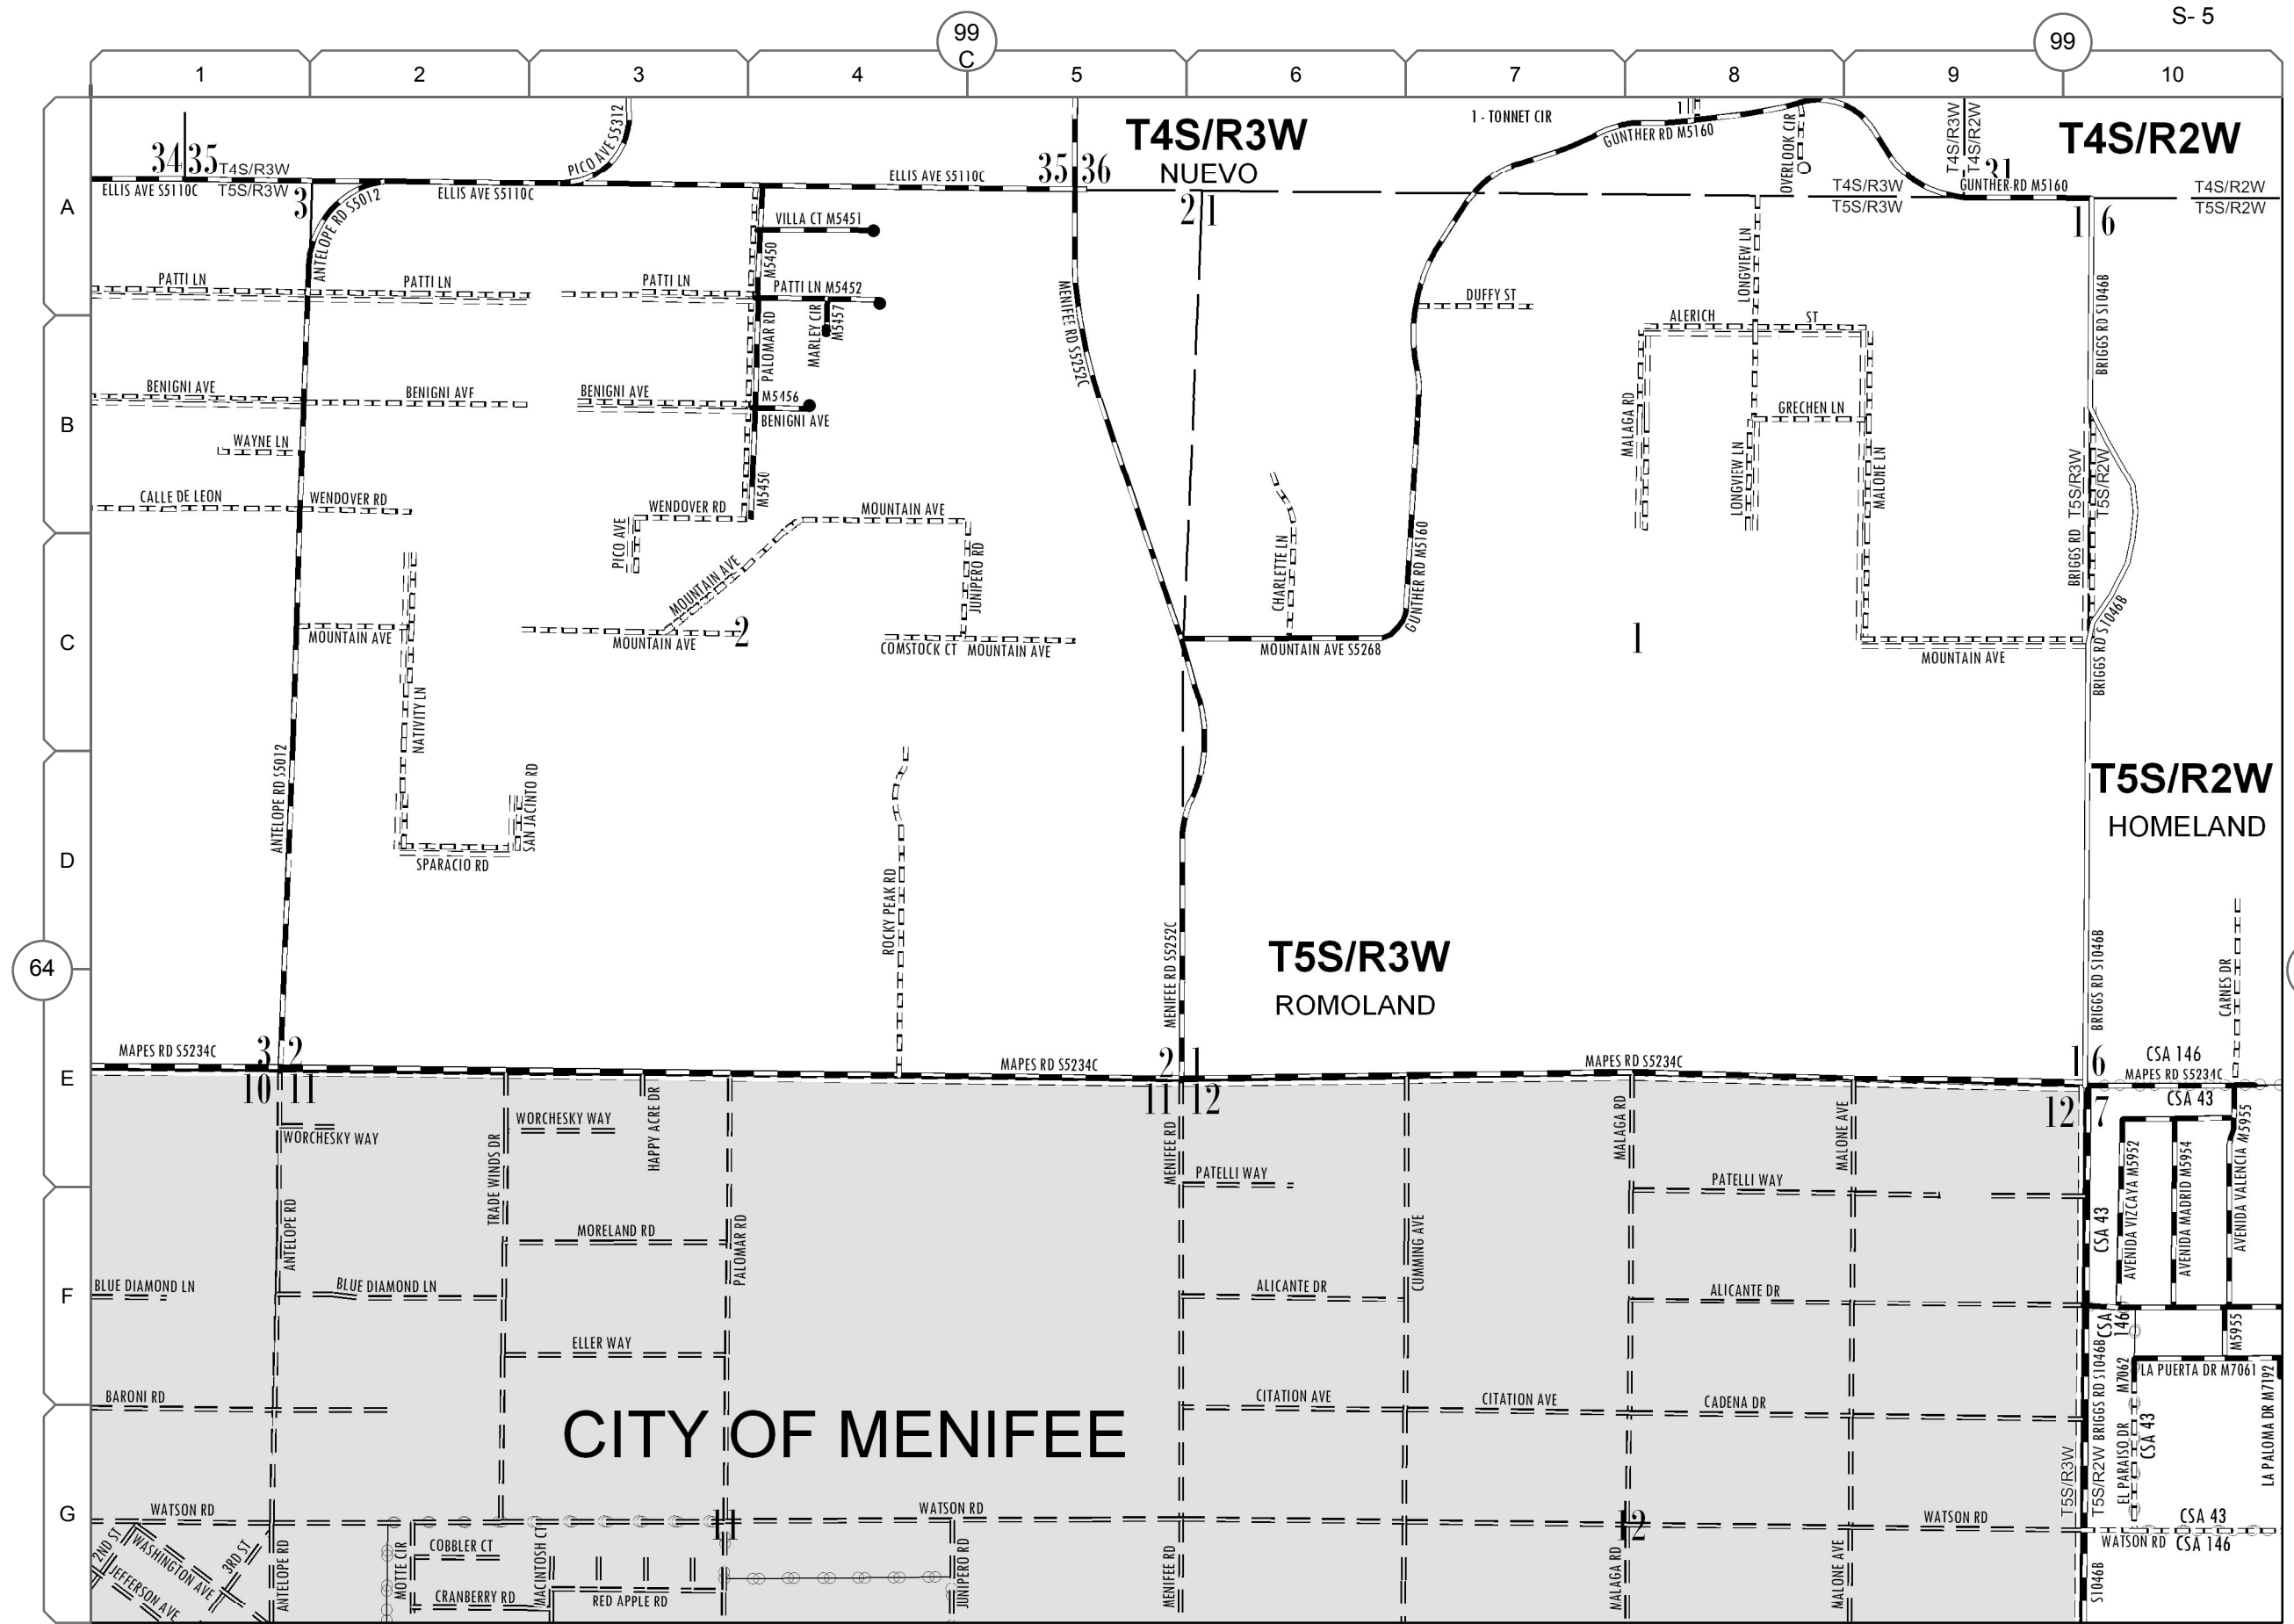 S- 5
99
C
99
1
2
3
4
5
6
7
8
9
10
A
B
C
D
64
E
F
G
T4S/R3W
NUEVO
1 - TONNET CIR
1
GUNTHER RD M5160
OVERLOOK CIR
T4S/R3W
T4S/R2W
T4S/R2W
34
35
T4S/R3W
T5S/R3W
ELLIS AVE S5110C
3
ANTELOPE RD S5012
ELLIS AVE S5110C
PICO AVE S5312
ELLIS AVE S5110C
35
36
2
1
T4S/R3W
T5S/R3W
31
GUNTHER RD M5160
T4S/R2W
T5S/R2W
1
6
VILLA CT M5451
M5450
PATTI LN
PATTI LN
PATTI LN
PATTI LN M5452
MARLEY CIR
M5457
PALOMAR RD
MENIFEE RD S5252C
LONGVIEW LN
DUFFY ST
ALERICH
ST
BRIGGS RD S1046B
BENIGNI AVE
BENIGNI AVE
BENIGNI AVE
M5456
BENIGNI AVE
GRECHEN LN
MALAGA RD
LONGVIEW LN
MALONE LN
T5S/R3W
T5S/R2W
BRIGGS RD
WAYNE LN
M5450
CALLE DE LEON
WENDOVER RD
WENDOVER RD
MOUNTAIN AVE
PICO AVE
MOUNTAIN AVE
JUNIPERO RD
CHARLETTE LN
GUNTHER RD M5160
MOUNTAIN AVE
MOUNTAIN AVE
2
COMSTOCK CT
MOUNTAIN AVE
MOUNTAIN AVE S5268
1
MOUNTAIN AVE
BRIGGS RD S1046B
NATIVITY LN
ANTELOPE RD S5012
SAN JACINTO RD
SPARACIO RD
T5S/R2W
HOMELAND
ROCKY PEAK RD
MENIFEE RD S5252C
T5S/R3W
ROMOLAND
BRIGGS RD S1046B
CARNES DR
MAPES RD S5234C
3
2
10
11
MAPES RD S5234C
2
1
11
12
MAPES RD S5234C
1
6
12
7
CSA 146
MAPES RD S5234C
CSA 43
WORCHESKY WAY
WORCHESKY WAY
TRADE WINDS DR
HAPPY ACRE DR
MENIFEE RD
PATELLI WAY
MALAGA RD
MALONE AVE
PATELLI WAY
AVENIDA VIZCAYA M5952
AVENIDA MADRID M5954
AVENIDA VALENCIA M5955
CSA 43
ANTELOPE RD
MORELAND RD
PALOMAR RD
CUMMING AVE
BLUE DIAMOND LN
BLUE DIAMOND LN
ALICANTE DR
ALICANTE DR
CSA
146
ELLER WAY
M5955
LA PUERTA DR M7061
M7062
BARONI RD
CITATION AVE
CITATION AVE
CADENA DR
CITY OF MENIFEE
T5S/R3W
T5S/R2W
BRIGGS RD S1046B
EL PARAISO DR
CSA 43
LA PALOMA DR M7192
WATSON RD
11
WATSON RD
12
WATSON RD
CSA 43
WATSON RD
CSA 146
2ND ST
WASHINGTON AVE
3RD ST
JEFFERSON AVE
ANTELOPE RD
MOTTE CIR
COBBLER CT
CRANBERRY RD
MACINTOSH CT
RED APPLE RD
JUNIPERO RD
MENIFEE RD
MALAGA RD
MALONE AVE
S1046B